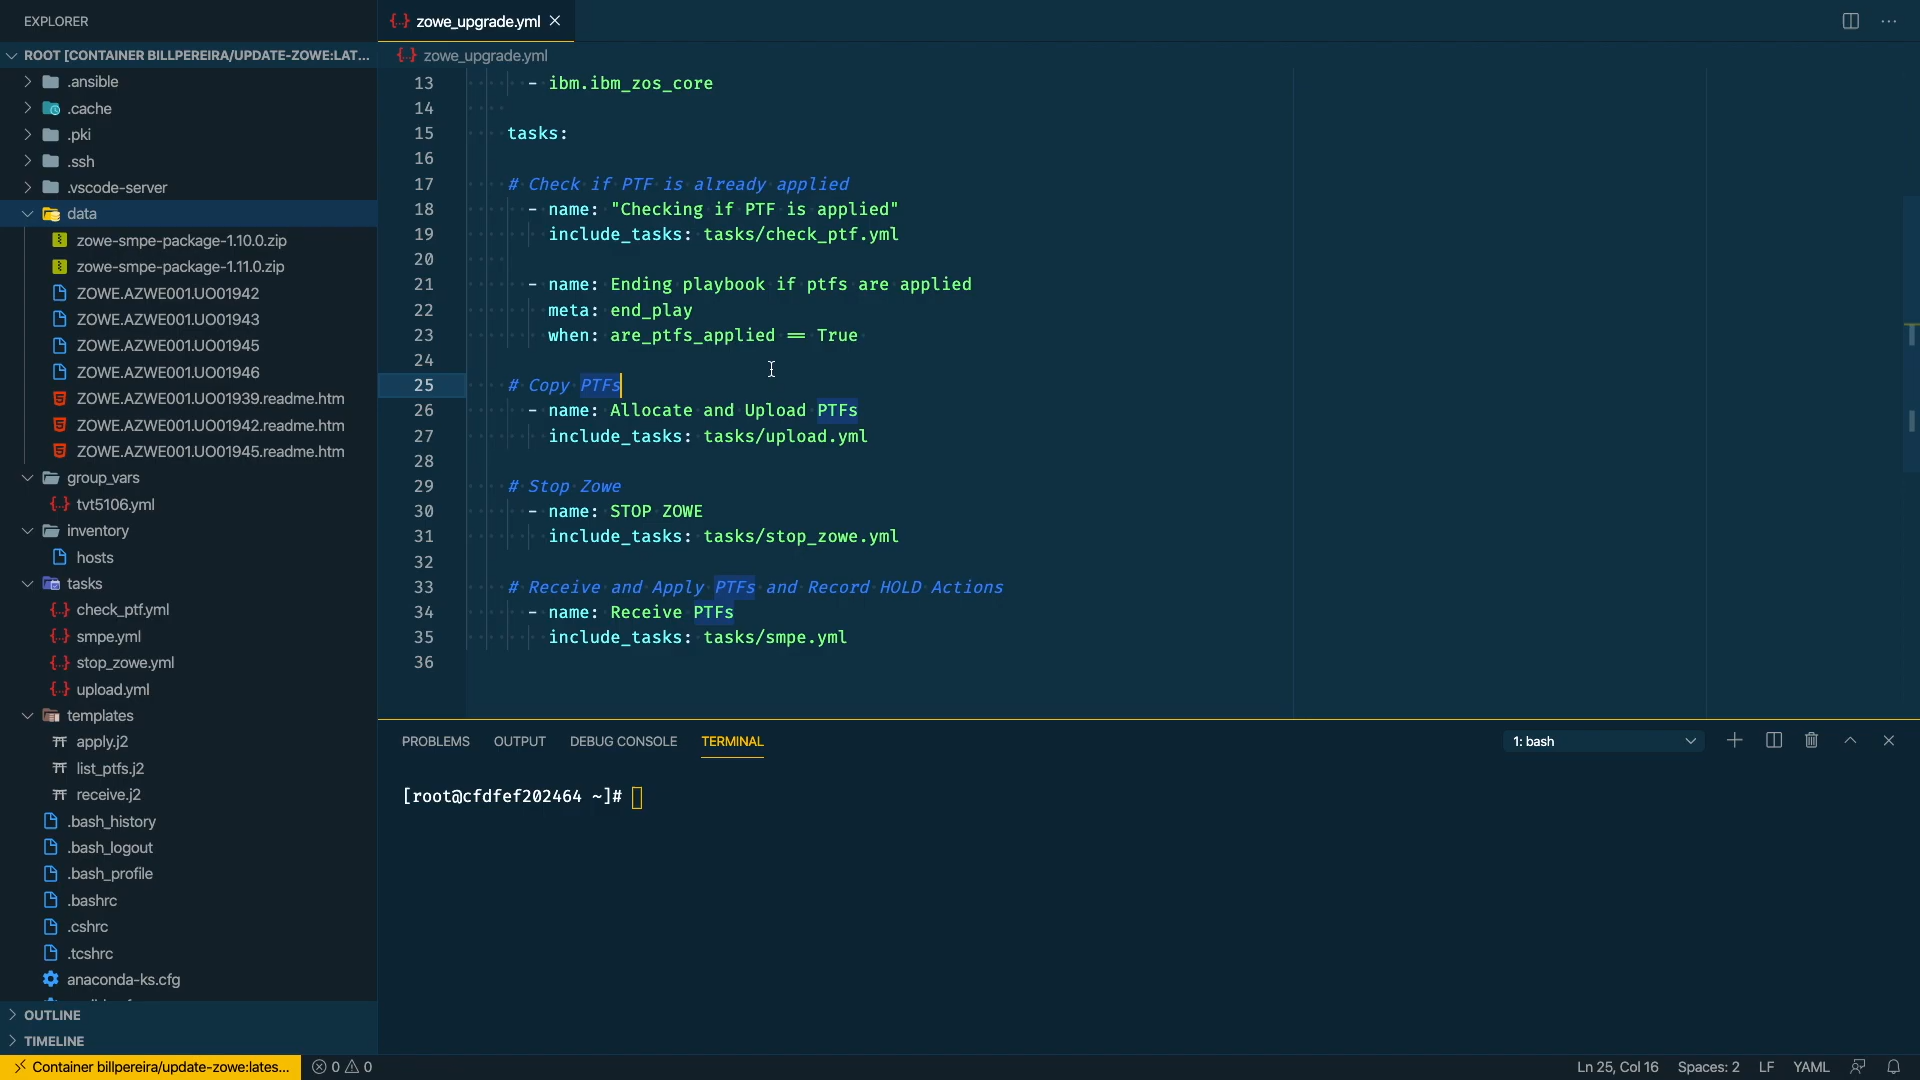 EXPLORER
ROOT [CONTAINER BILLPEREIRA/UPDATE-ZOWE:LAT...
.ansible
.cache
.pki
.ssh
.vscode-server
data
zowe-smpe-package-1.10.0.zip
zowe-smpe-package-1.11.0.zip
ZOWE.AZWE001.UO01942
ZOWE.AZWE001.UO01943
ZOWE.AZWE001.UO01945
ZOWE.AZWE001.UO01946
ZOWE.AZWE001.UO01939.readme.htm
ZOWE.AZWE001.UO01942.readme.htm
ZOWE.AZWE001.UO01945.readme.htm
group_vars
tvt5106.yml
inventory
hosts
tasks
check_ptf.yml
smpe.yml
stop_zowe.yml
upload.yml
templates
apply.j2
list_ptfs.j2
receive.j2
.bash_history
.bash_logout
.bash_profile
.bashrc
.cshrc
.tcshrc
anaconda-ks.cfg
OUTLINE
TIMELINE
zowe_upgrade.yml
zowe_upgrade.yml
13 - ibm.ibm_zos_core
14
15 tasks:
16
17 # Check if PTF is already applied
18 - name: "Checking if PTF is applied"
19 include_tasks: tasks/check_ptf.yml
20
21 - name: Ending playbook if ptfs are applied
22 meta: end_play
23 when: are_ptfs_applied == True
24
25 # Copy PTFs
26 - name: Allocate and Upload PTFs
27 include_tasks: tasks/upload.yml
28
29 # Stop Zowe
30 - name: STOP ZOWE
31 include_tasks: tasks/stop_zowe.yml
32
33 # Receive and Apply PTFs and Record HOLD Actions
34 - name: Receive PTFs
35 include_tasks: tasks/smpe.yml
36
PROBLEMS OUTPUT DEBUG CONSOLE TERMINAL 1: bash
[root@cfdfef202464 ~]#
Container billpereira/update-zowe:lates... 0 0 Ln 25, Col 16 Spaces: 2 LF YAML